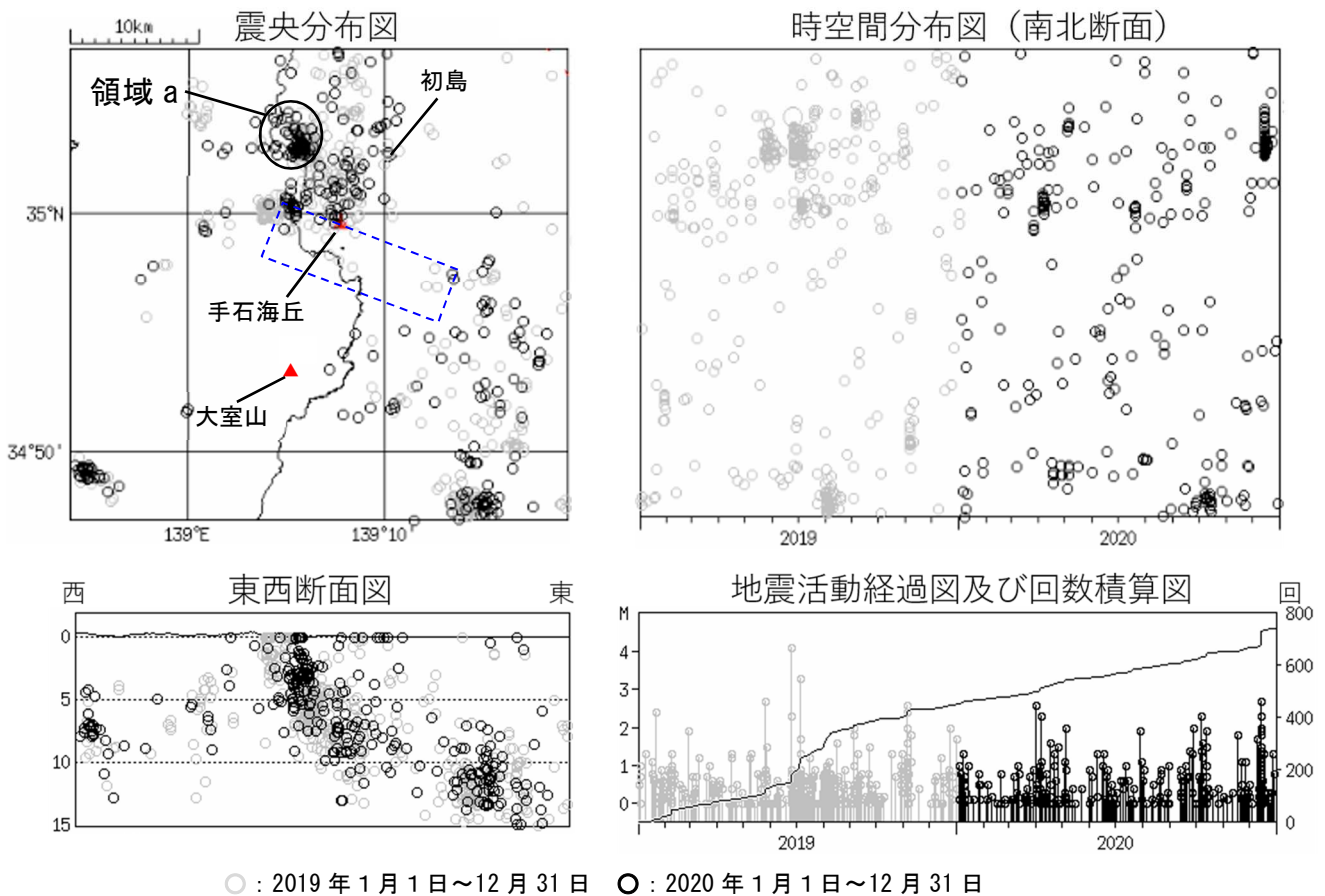 10km
震央分布図
領域 a
初島
35°N
手石海丘
大室山
34°50'
139°E
139°10'
時空間分布図（南北断面）
2019
2020
西
東西断面図
東
0
5
10
15
地震活動経過図及び回数積算図
M
回
4
3
2
1
0
800
600
400
200
0
2019
2020
：2019 年 1 月 1 日～12 月 31 日
：2020 年 1 月 1 日～12 月 31 日